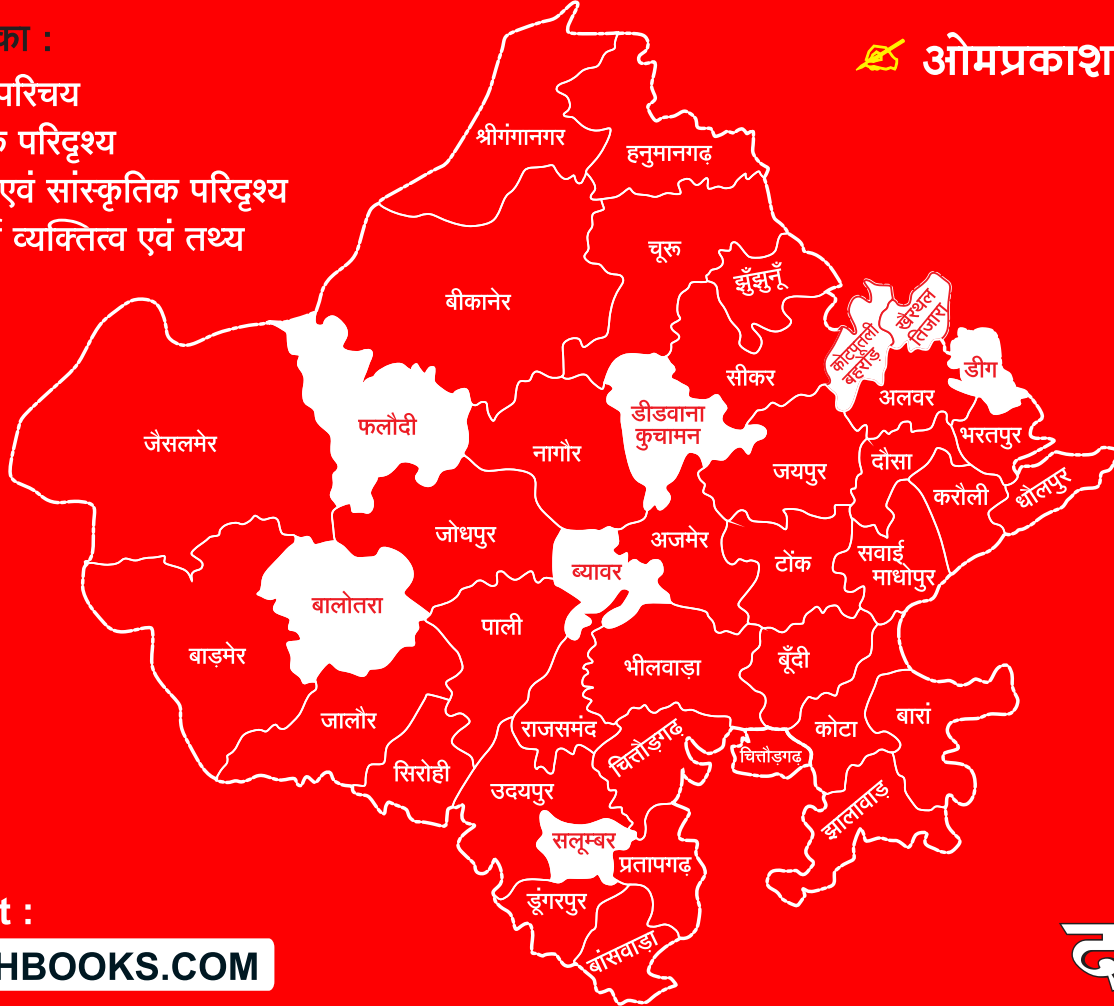 का :
परिचय
क परिदृश्य
एवं सांस्कृतिक परिदृश्य
व्यक्तित्व एवं तथ्य
ओमप्रकाश
श्रीगंगानगर
हनुमानगढ़
चूरू
झुँझुनूँ
बीकानेर
सीकर
कोटपूतली
बहरोड़
खैरथल
तिजारा
डीग
अलवर
फलौदी
डीडवाना
कुचामन
जैसलमेर
नागौर
जयपुर
दौसा
भरतपुर
करौली
धौलपुर
जोधपुर
अजमेर
ब्यावर
टोंक
सवाई
माधोपुर
बालोतरा
पाली
बाड़मेर
भीलवाड़ा
बूँदी
जालौर
राजसमंद
चित्तौड़गढ़
चित्तौड़गढ़
कोटा
बारां
सिरोही
उदयपुर
झालावाड़
सलूम्बर
प्रतापगढ़
डूंगरपुर
बांसवाड़ा
t :
HBOOKS.COM